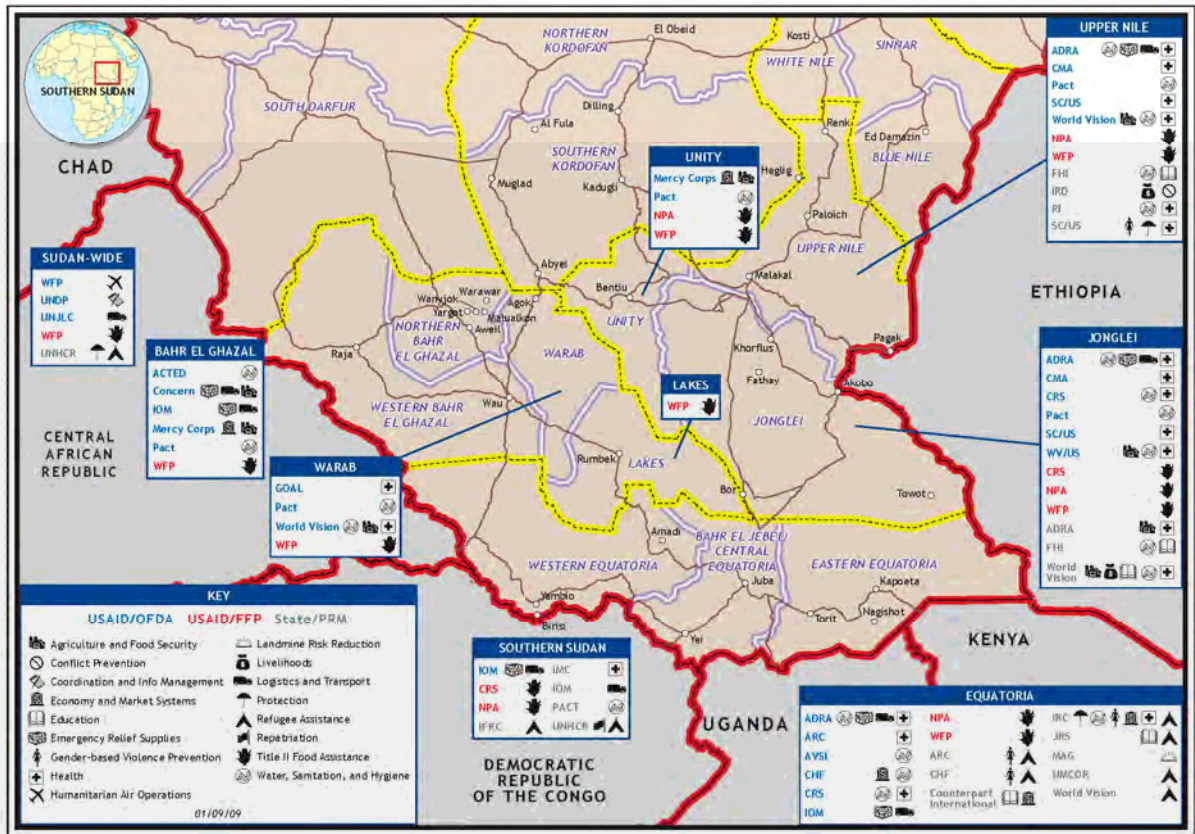 SOUTHERN SUDAN
CHAD
CENTRAL
AFRICAN
REPUBLIC
ETHIOPIA
KENYA
UGANDA
DEMOCRATIC
REPUBLIC
OF THE CONGO
NORTHERN
KORDOFAN
El Obeid
Kosti
SINNAR
WHITE NILE
SOUTH DARFUR
Dilling
Al Fula
SOUTHERN
KORDOFAN
Renk
Ed Damazin
BLUE NILE
Muglad
Kadugli
Heglig
Paloich
UPPER NILE
Abyei
Malakal
Bentiu
Warawar
Wanyjok
Agok
Yargot
Malualkon
Aweil
NORTHERN
BAHR
EL GHAZAL
UNITY
Pagak
Raja
WARAB
Khorflus
Fathay
Akobo
WESTERN BAHR
EL GHAZAL
Wau
JONGLEI
Rumbek
LAKES
Bor
Towot
Amadi
BAHR EL JEBEL/
CENTRAL
EQUATORIA
WESTERN EQUATORIA
EASTERN EQUATORIA
Juba
Kapoeta
Yambio
Birisi
Torit
Nagishot
Yei
UPPER NILE
ADRA
CMA
Pact
SC/US
World Vision
NPA
WFP
FHI
IRD
RI
SC/US
UNITY
Mercy Corps
Pact
NPA
WFP
SUDAN-WIDE
WFP
UNDP
UNJLC
WFP
UNHCR
BAHR EL GHAZAL
ACTED
Concern
IOM
Mercy Corps
Pact
WFP
LAKES
WFP
JONGLEI
ADRA
CMA
CRS
Pact
SC/US
WV/US
CRS
NPA
WFP
ADRA
FHI
World
Vision
WARAB
GOAL
Pact
World Vision
WFP
KEY
USAID/OFDA USAID/FFP State/PRM
Agriculture and Food Security
Conflict Prevention
Coordination and Info Management
Economy and Market Systems
Education
Emergency Relief Supplies
Gender-based Violence Prevention
Health
Humanitarian Air Operations
Landmine Risk Reduction
Livelihoods
Logistics and Transport
Protection
Refugee Assistance
Repatriation
Title II Food Assistance
Water, Sanitation, and Hygiene
01/09/09
SOUTHERN SUDAN
IOM IMC
CRS IOM
NPA PACT
IFRC UNHCR
EQUATORIA
ADRA
ARC
AVSI
CHF
CRS
IOM
NPA
WFP
ARC
CHF
Counterpart
International
IRC
JRS
MAG
UMCOR
World Vision